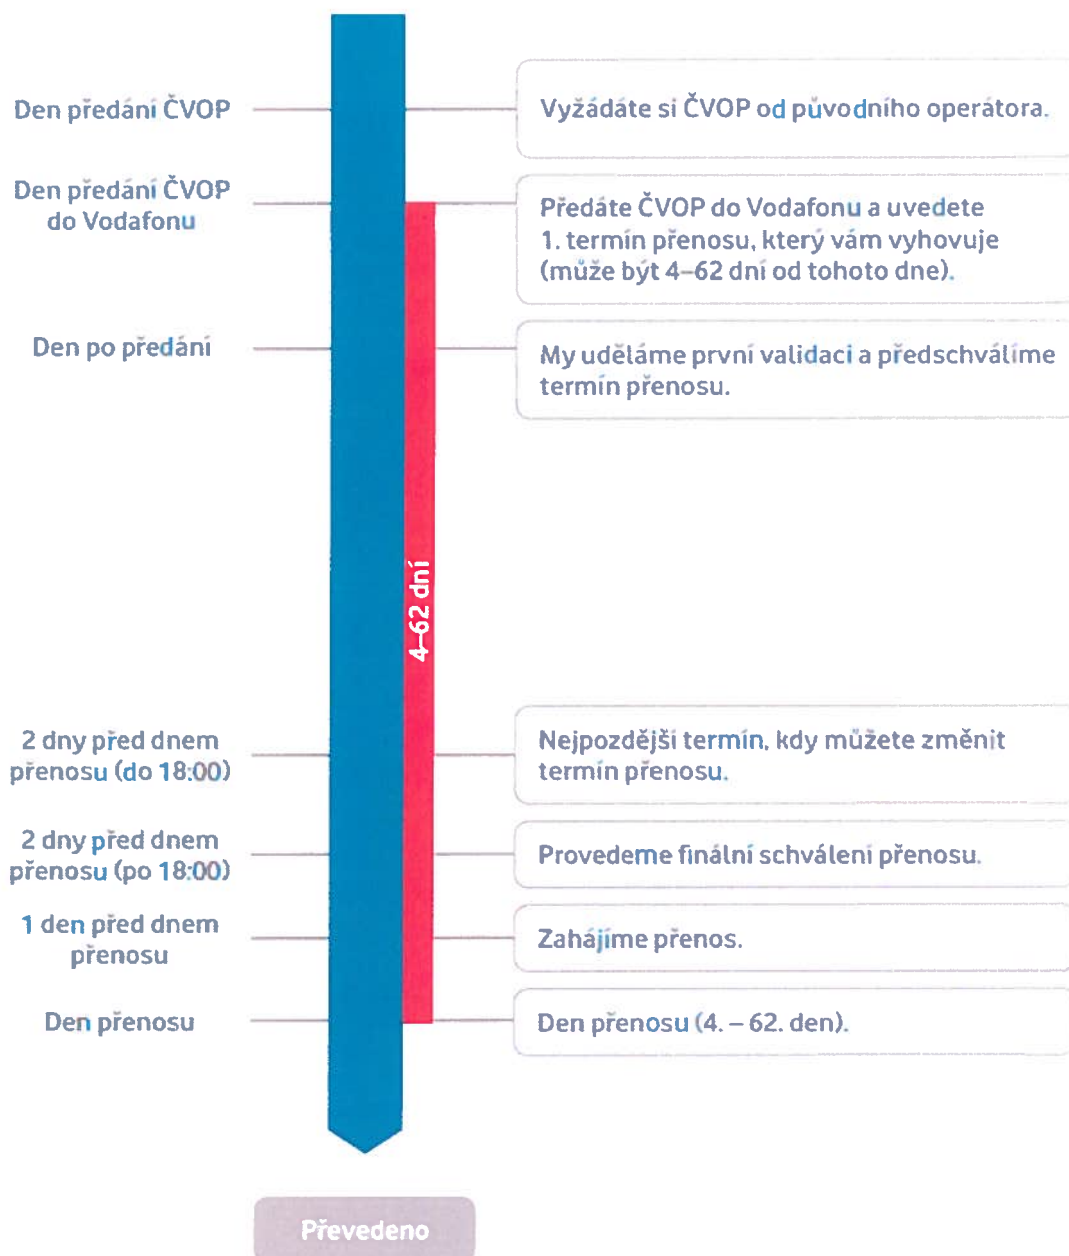 Den předání ČVOP
Vyžádáte si ČVOP od původního operátora.
Den předání ČVOP
do Vodafonu
Předáte ČVOP do Vodafonu a uvedete
1. termín přenosu, který vám vyhovuje
(může být 4–62 dní od tohoto dne).
Den po předání
My uděláme první validaci a předschválíme
termín přenosu.
4–62 dní
2 dny před dnem
přenosu (do 18:00)
Nejpozdější termín, kdy můžete změnit
termín přenosu.
2 dny před dnem
přenosu (po 18:00)
Provedeme finální schválení přenosu.
1 den před dnem
přenosu
Zahájíme přenos.
Den přenosu
Den přenosu (4. – 62. den).
Převedeno